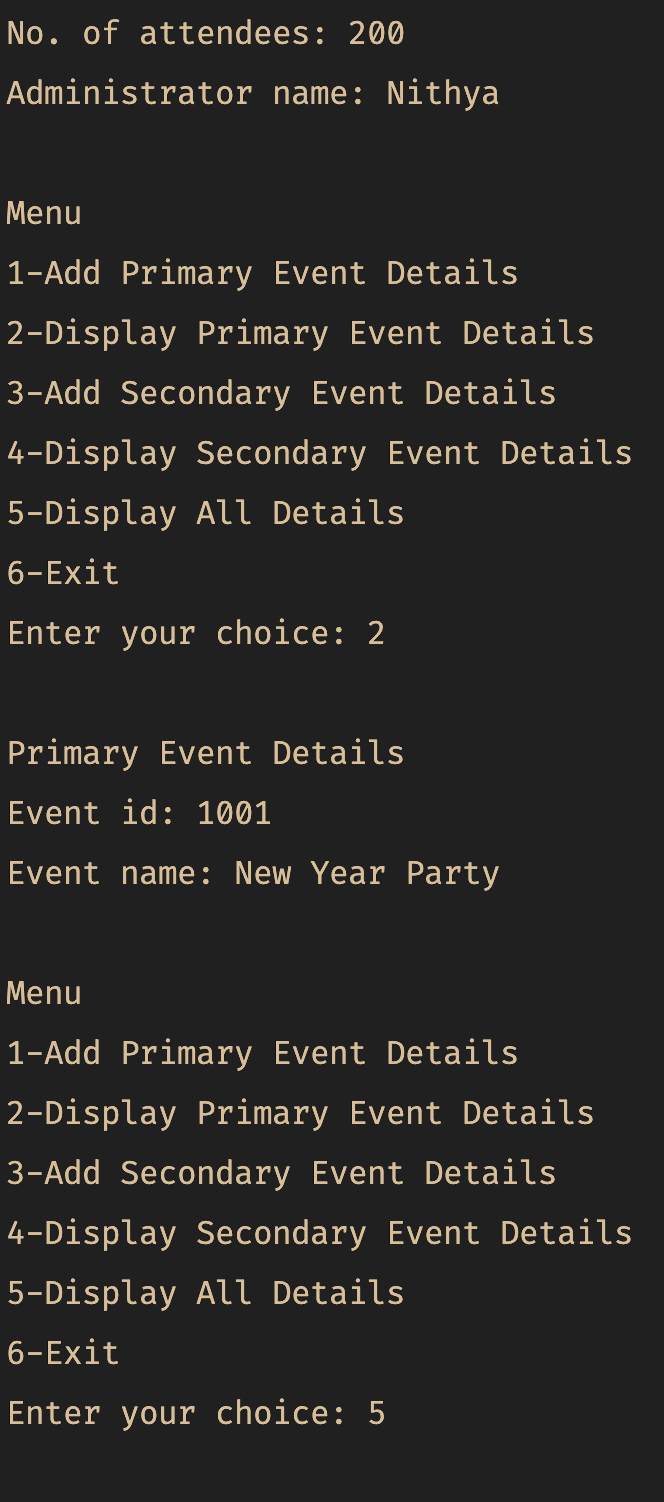 No. of attendees: 200
Administrator name: Nithya
Menu
1-Add Primary Event Details
2-Display Primary Event Details
3-Add Secondary Event Details
4-Display Secondary Event Details
5-Display All Details
6-Exit
Enter your choice: 2
Primary Event Details
Event id: 1001
Event name: New Year Party
Menu
1-Add Primary Event Details
2-Display Primary Event Details
3-Add Secondary Event Details
4-Display Secondary Event Details
5-Display All Details
6-Exit
Enter your choice: 5